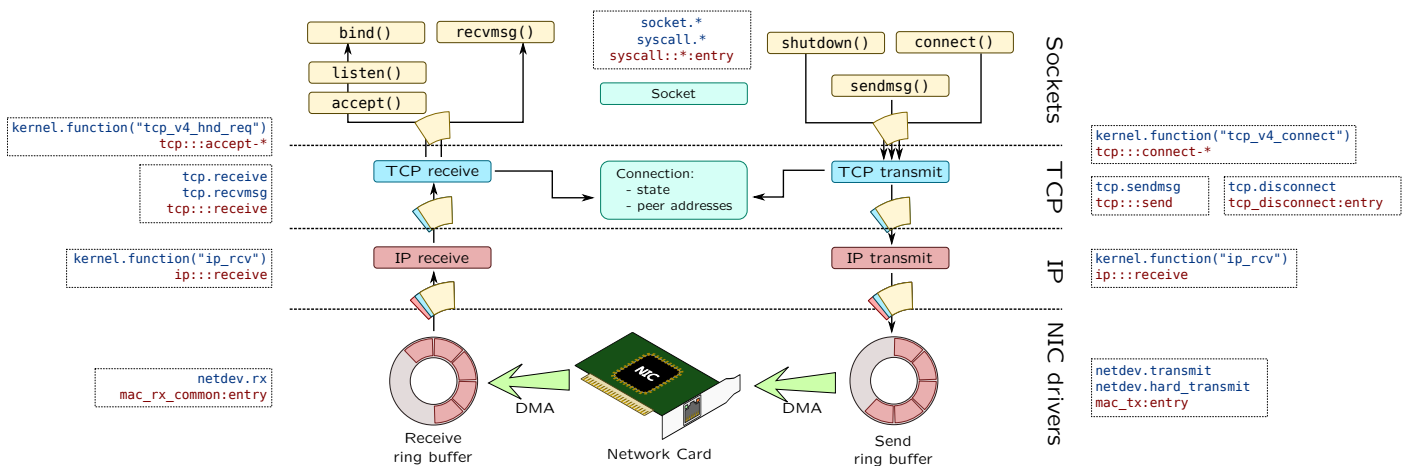 bind()
recvmsg()
listen()
accept()
socket.*
syscall.*
syscall::*:entry
Socket
shutdown()
connect()
sendmsg()
Sockets
kernel.function("tcp_v4_hnd_req")
tcp:::accept-*
tcp.receive
tcp.recvmsg
tcp:::receive
TCP receive
Connection:
- state
- peer addresses
TCP transmit
TCP
kernel.function("tcp_v4_connect")
tcp:::connect-*
tcp.sendmsg
tcp:::send
tcp.disconnect
tcp_disconnect:entry
kernel.function("ip_rcv")
ip:::receive
IP receive
IP transmit
IP
kernel.function("ip_rcv")
ip:::receive
netdev.rx
mac_rx_common:entry
Receive
ring buffer
DMA
NIC
Network Card
DMA
Send
ring buffer
NIC drivers
netdev.transmit
netdev.hard_transmit
mac_tx:entry